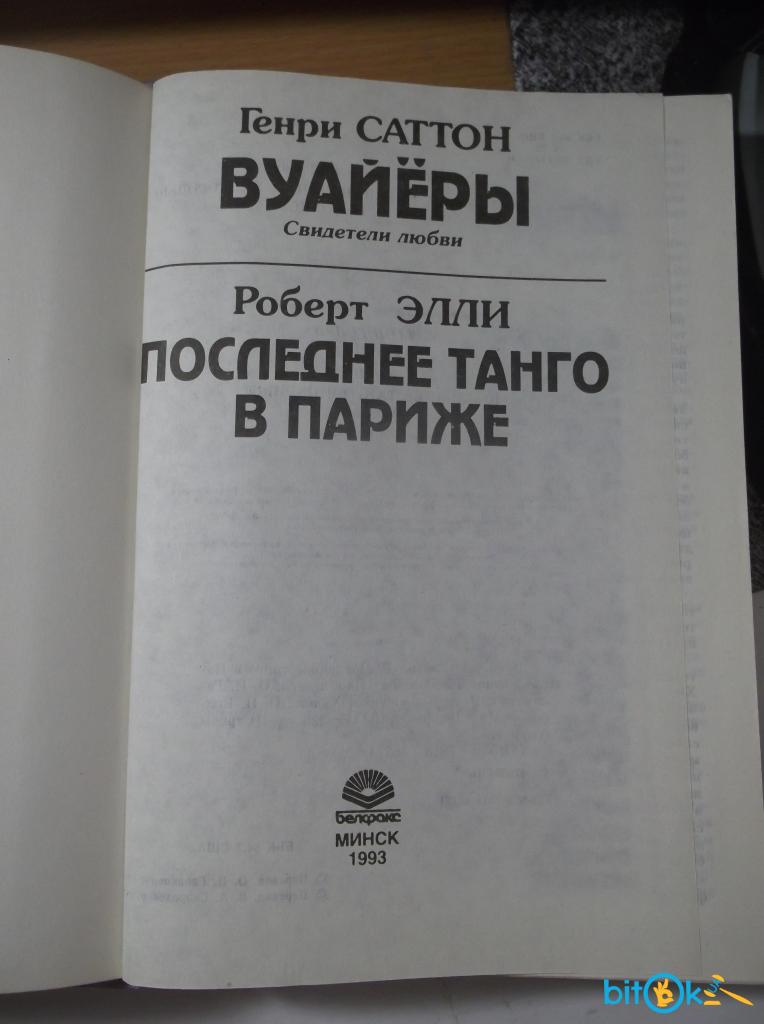 Генри САТТОН
ВУАЙЁРЫ
Свидетели любви
Роберт ЭЛЛИ
ПОСЛЕДНЕЕ ТАНГО
В ПАРИЖЕ
Белфакс
МИНСК
1993
bitOk